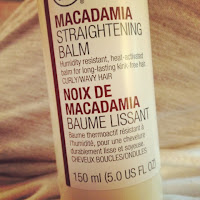 MACADAMIA
STRAIGHTENING
BALM
Humidity resistant, heat-activated
balm for long-lasting kink-free hair
CURLY/WAVY HAIR
NOIX DE
MACADAMIA
BAUME LISSANT
Baume thermoactif résistant à
l'humidité, pour une chevelure
durablement lisse et soyeuse
CHEVEUX BOUCLÉS/ONDULÉS
150 ml (5.0 US FL OZ)